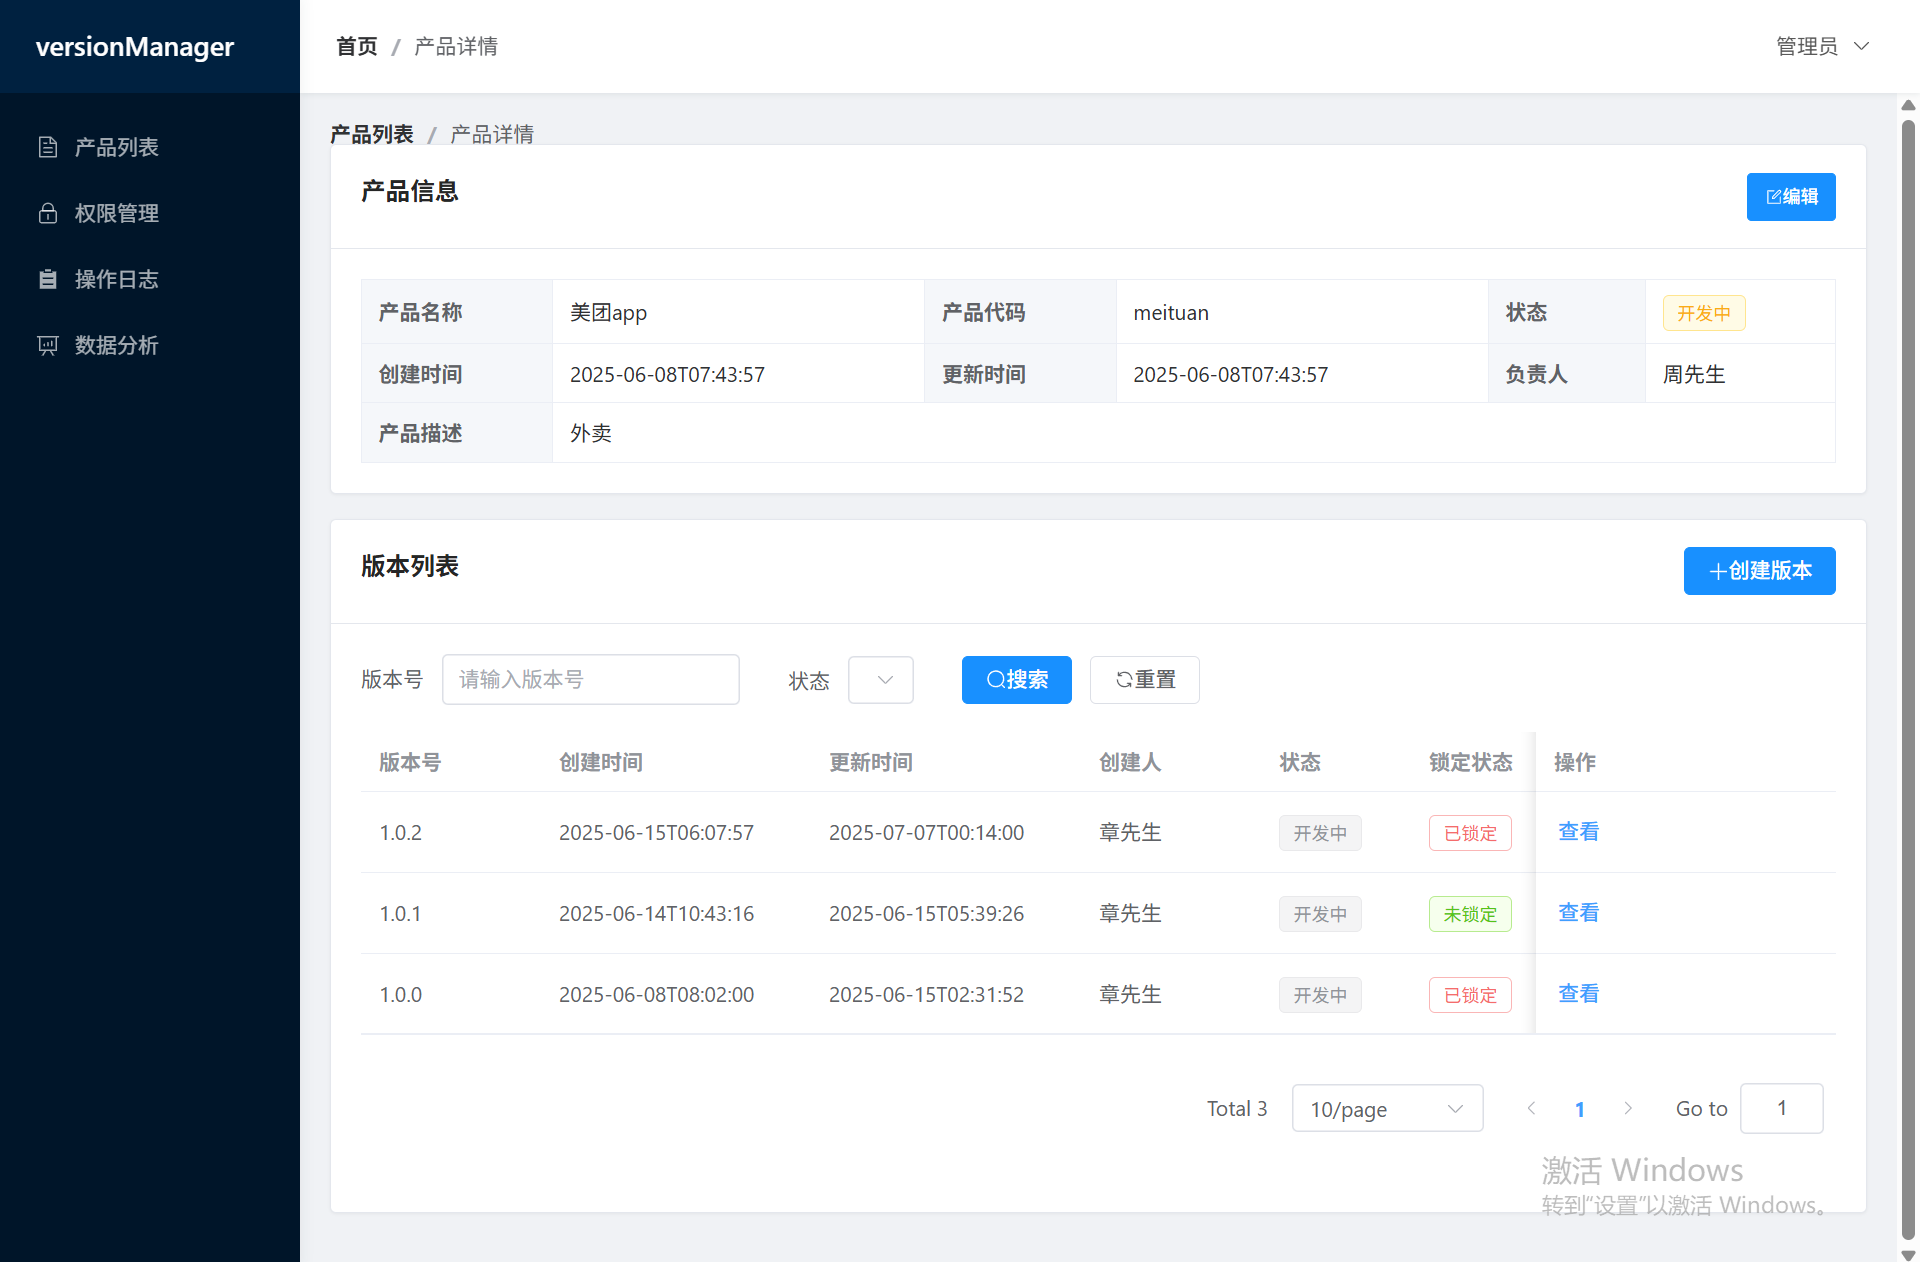 versionManager
首页 / 产品详情
管理员
产品列表
权限管理
操作日志
数据分析
产品列表 / 产品详情
产品信息
编辑
产品名称 美团app 产品代码 meituan 状态 开发中
创建时间 2025-06-08T07:43:57 更新时间 2025-06-08T07:43:57 负责人 周先生
产品描述 外卖
版本列表
创建版本
版本号 请输入版本号 状态 搜索 重置
版本号 创建时间 更新时间 创建人 状态 锁定状态 操作
1.0.2 2025-06-15T06:07:57 2025-07-07T00:14:00 章先生 开发中 已锁定 查看
1.0.1 2025-06-14T10:43:16 2025-06-15T05:39:26 章先生 开发中 未锁定 查看
1.0.0 2025-06-08T08:02:00 2025-06-15T02:31:52 章先生 开发中 已锁定 查看
Total 3 10/page 1 Go to 1
激活 Windows
转到“设置”以激活 Windows。